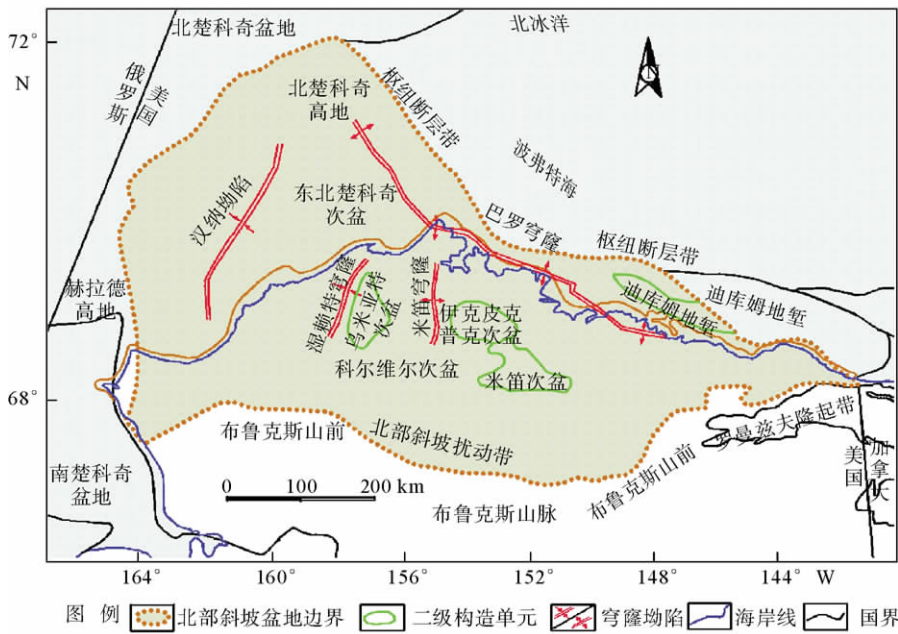 72°
N
北楚科奇盆地
北冰洋
俄罗斯
美国
北楚科奇
高地
枢纽断层带
波弗特海
汉纳坳陷
东北楚科奇
次盆
巴罗穹隆
枢纽断层带
赫拉德
高地
湿赖特穹隆
乌米亚特
次盆
米笛穹隆
伊克皮克
普克次盆
迪库姆地堑
迪库姆地堑
科尔维尔次盆
米笛次盆
68°
布鲁克斯山前
北部斜坡扰动带
布鲁克斯山前
罗曼兹夫隆起带
美国
加拿大
南楚科奇
盆地
0 100 200 km
布鲁克斯山脉
164° 160° 156° 152° 148° 144° W
图 例 北部斜坡盆地边界 二级构造单元 穹窿坳陷 海岸线 国界